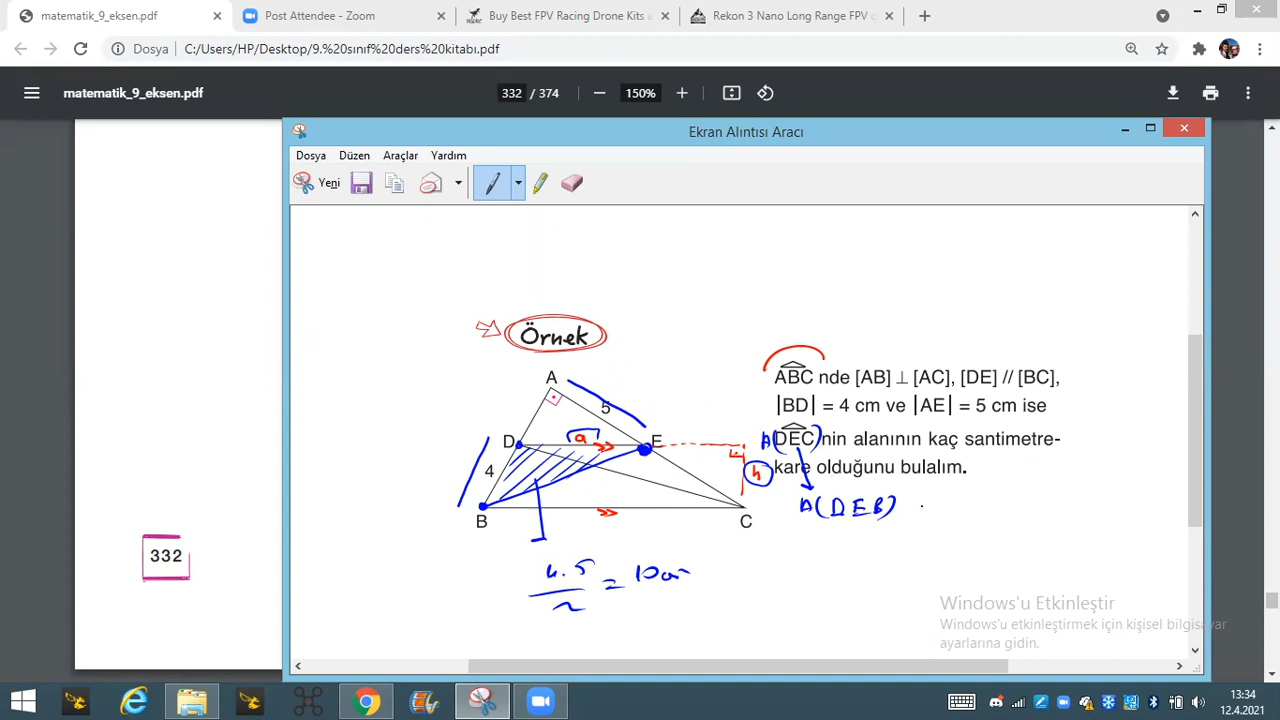 matematik_9_eksen.pdf
Post Attendee - Zoom
Buy Best FPV Racing Drone Kits a
Rekon 3 Nano Long Range FPV c
Dosya
C:/Users/HP/Desktop/9.%20sınıf%20ders%20kitabı.pdf
matematik_9_eksen.pdf
332 / 374
150%
Ekran Alıntısı Aracı
Dosya Düzen Araçlar Yardım
Yeni
Örnek
A
5
D
a
E
4
h
B
C
ABC nde [AB] ⊥ [AC], [DE] // [BC],
|BD| = 4 cm ve |AE| = 5 cm ise
A(DEC)nin alanının kaç santimetre-
kare olduğunu bulalım.
A(DEB)
4.5
2
= 10
332
Windows'u Etkinleştir
Windows'u etkinleştirmek için kişisel bilgisayar
ayarlarına gidin.
13:34
12.4.2021